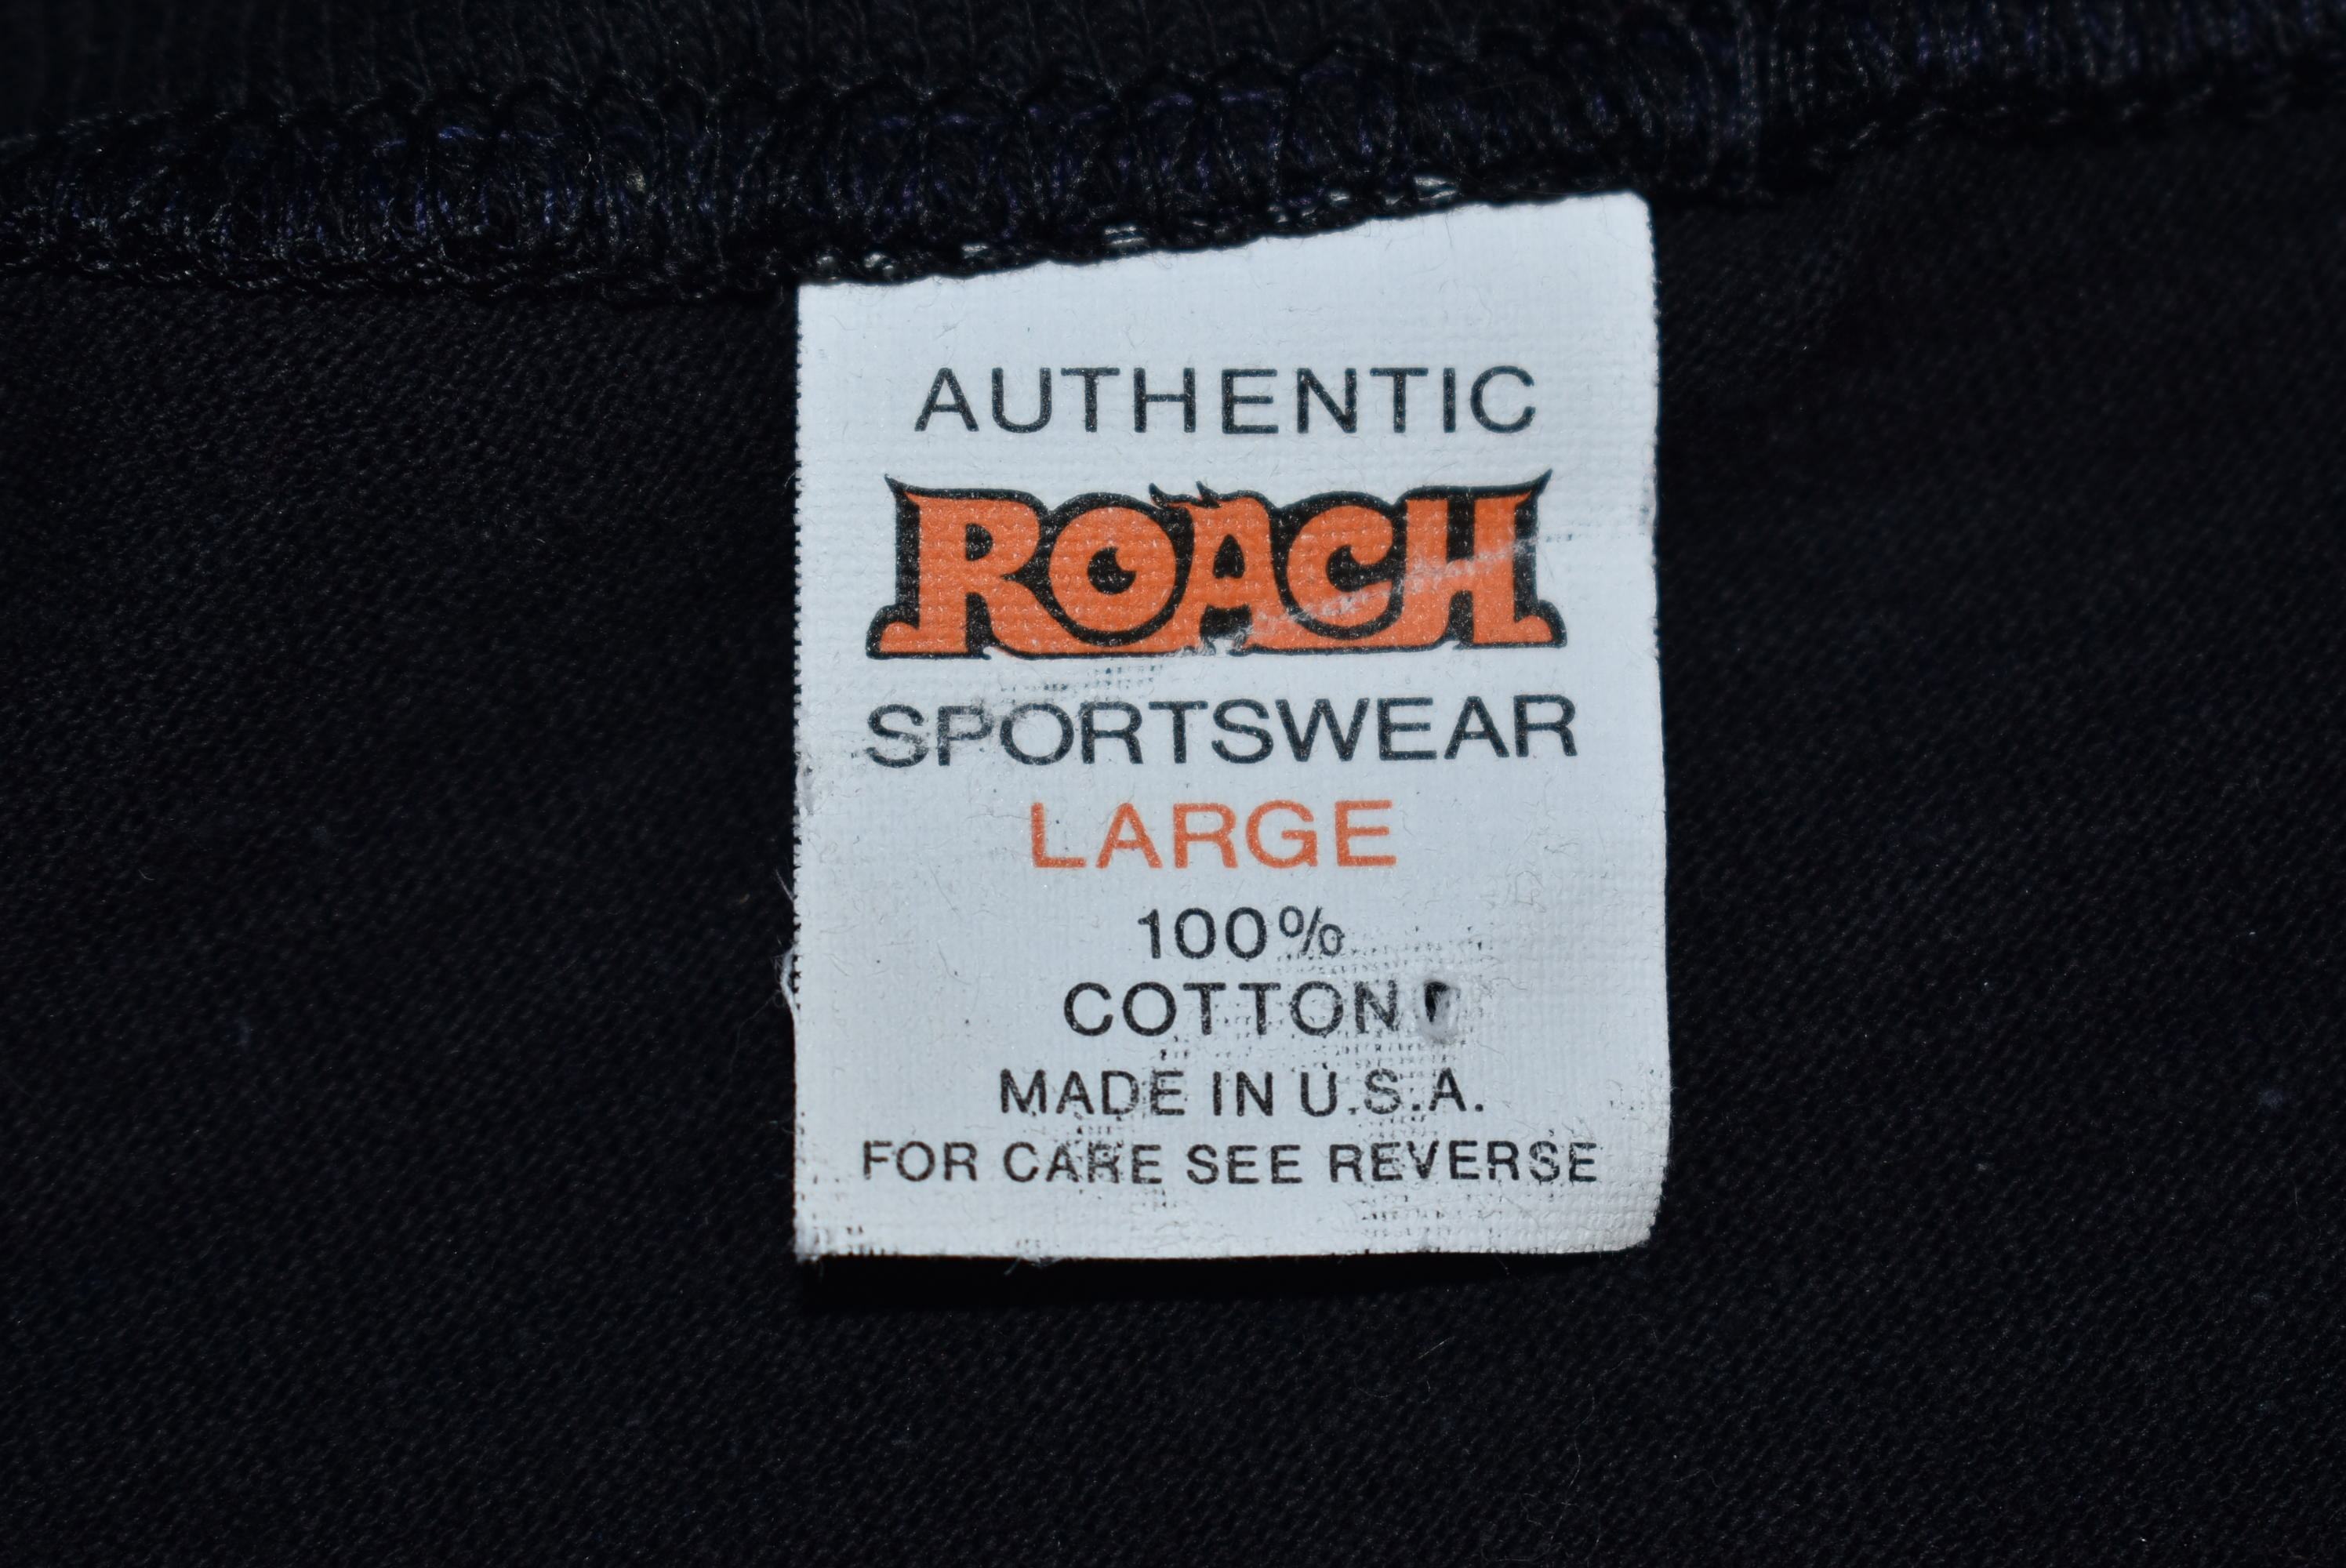 AUTHENTIC
ROACH
SPORTSWEAR
LARGE
100%
COTTON
MADE IN U.S.A.
FOR CARE SEE REVERSE